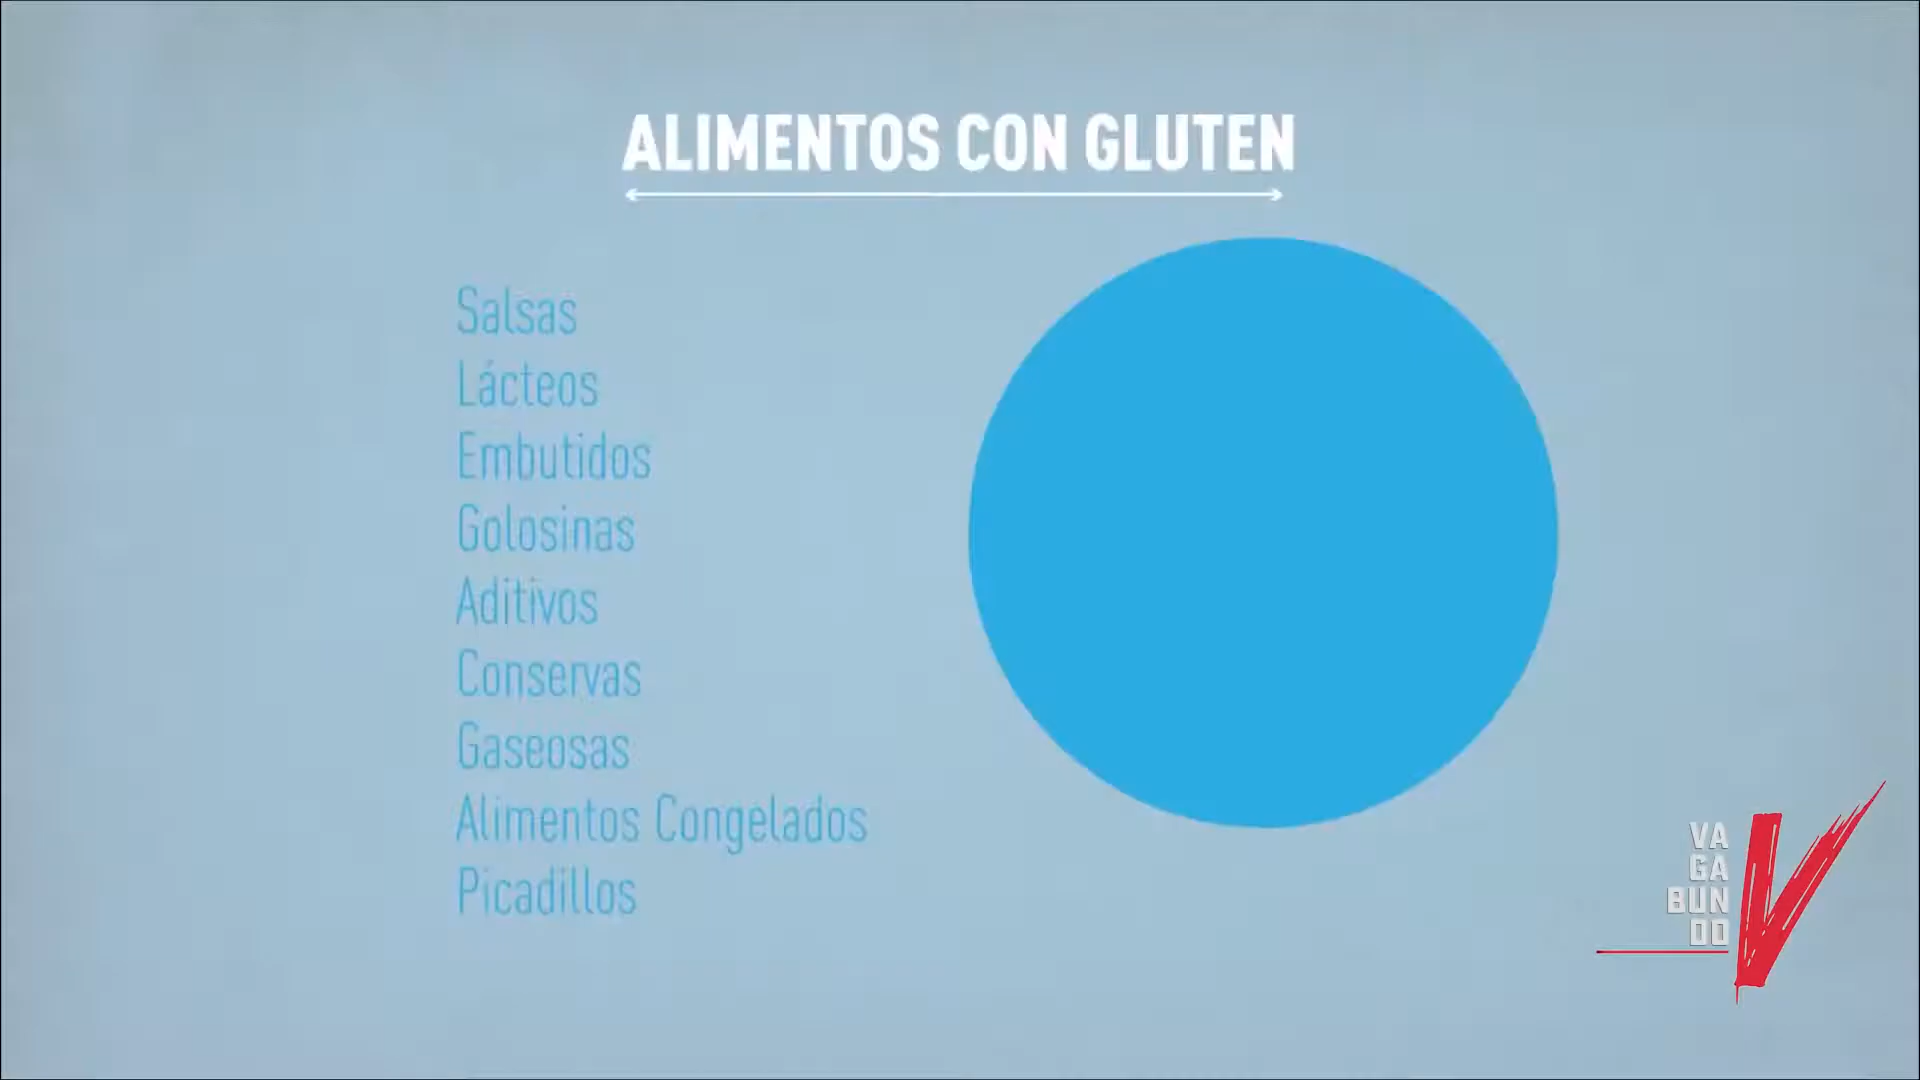 ALIMENTOS CON GLUTEN
Salsas
Lácteos
Embutidos
Golosinas
Aditivos
Conservas
Gaseosas
Alimentos Congelados
Picadillos
VA
GA
BUN
DO
V